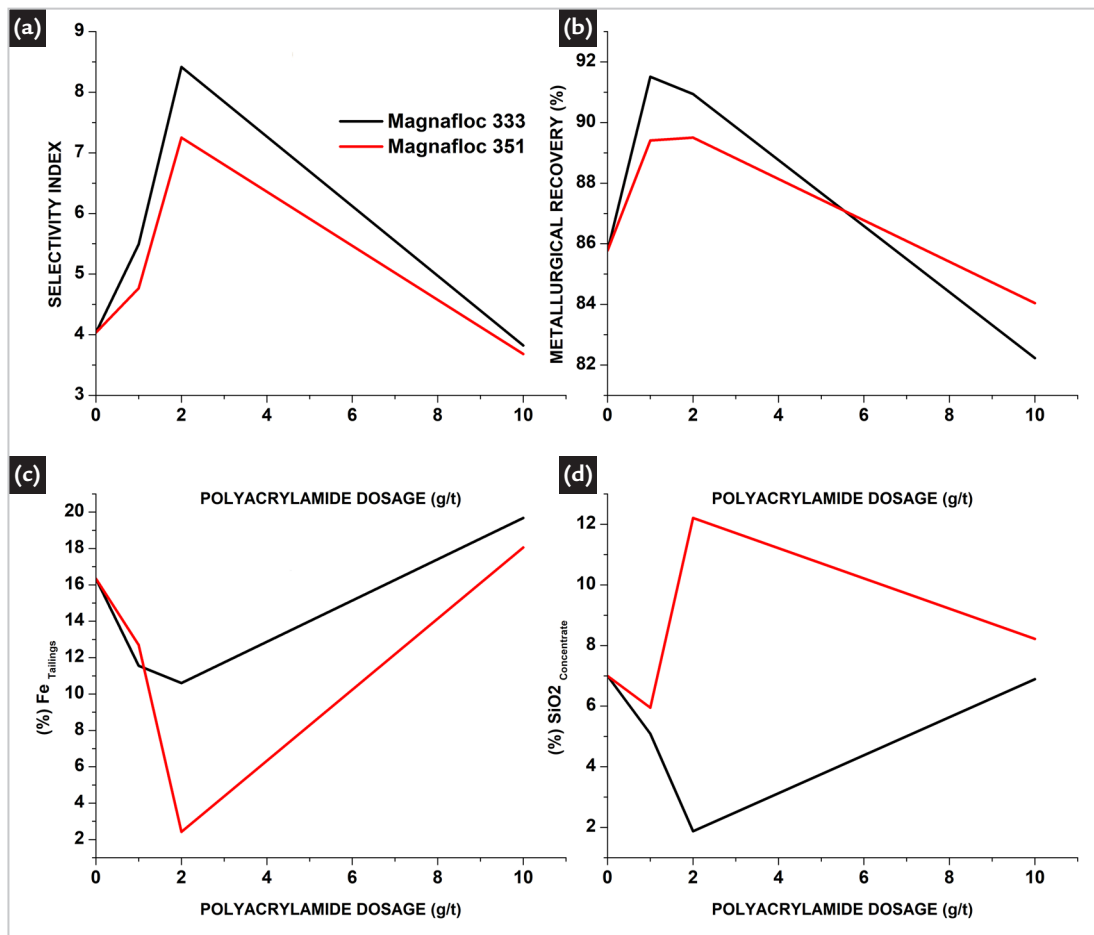 (a)
SELECTIVITY INDEX
9
8
7
6
5
4
3
0 2 4 6 8 10
Magnafloc 333
Magnafloc 351
(b)
METALLURGICAL RECOVERY (%)
92
90
88
86
84
82
0 2 4 6 8 10
(c)
POLYACRYLAMIDE DOSAGE (g/t)
(%) Fe Tailings
20
18
16
14
12
10
8
6
4
2
0 2 4 6 8 10
POLYACRYLAMIDE DOSAGE (g/t)
(d)
POLYACRYLAMIDE DOSAGE (g/t)
(%) SiO2 Concentrate
12
10
8
6
4
2
0 2 4 6 8 10
POLYACRYLAMIDE DOSAGE (g/t)